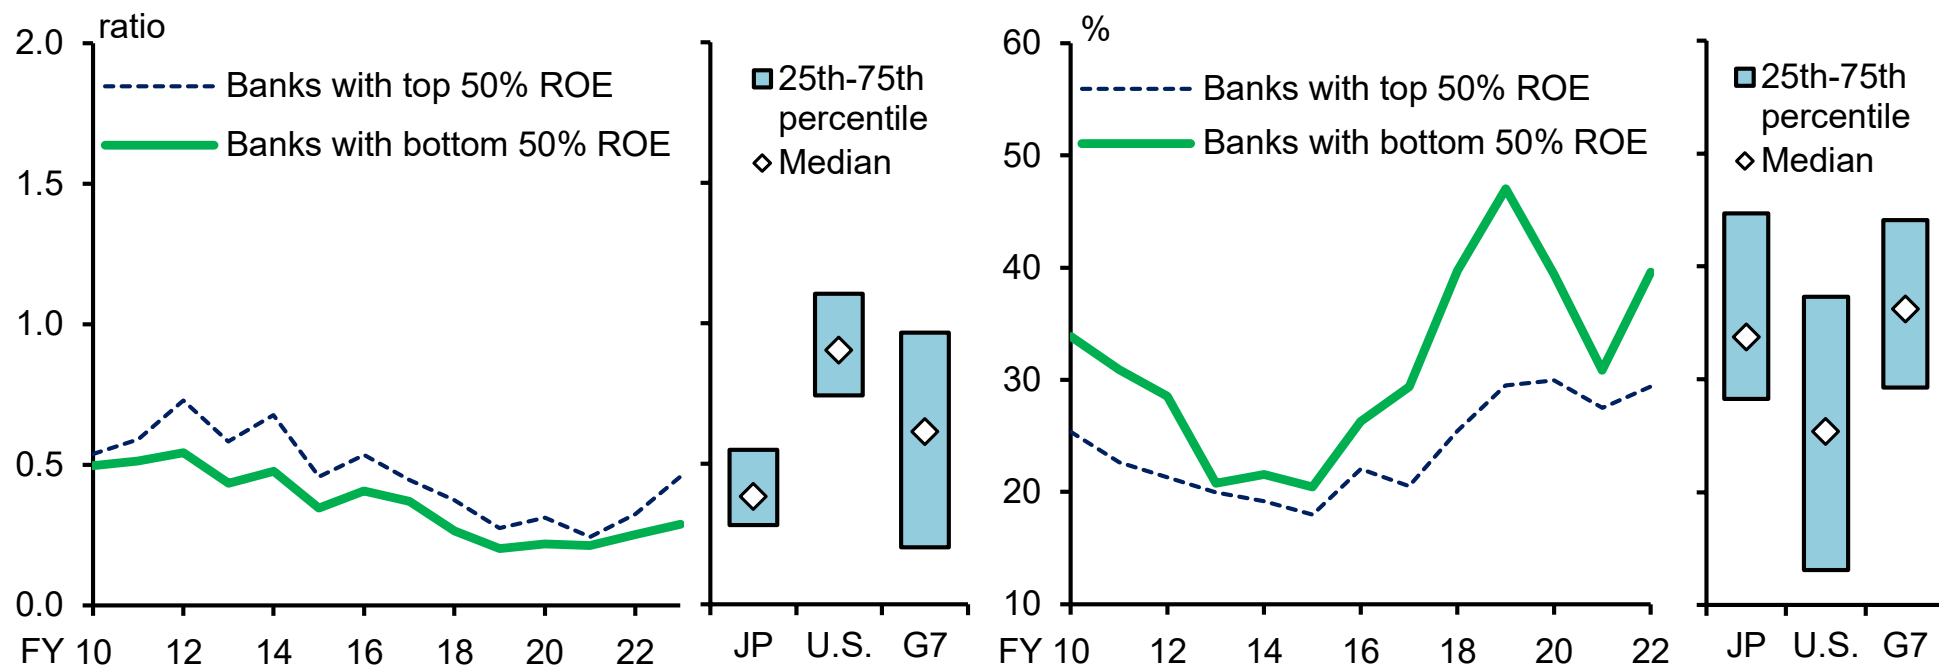 ratio
2.0
1.5
1.0
0.5
0.0
Banks with top 50% ROE
Banks with bottom 50% ROE
FY 10 12 14 16 18 20 22
25th-75th
percentile
Median
JP U.S. G7
%
60
50
40
30
20
10
Banks with top 50% ROE
Banks with bottom 50% ROE
FY 10 12 14 16 18 20 22
25th-75th
percentile
Median
JP U.S. G7